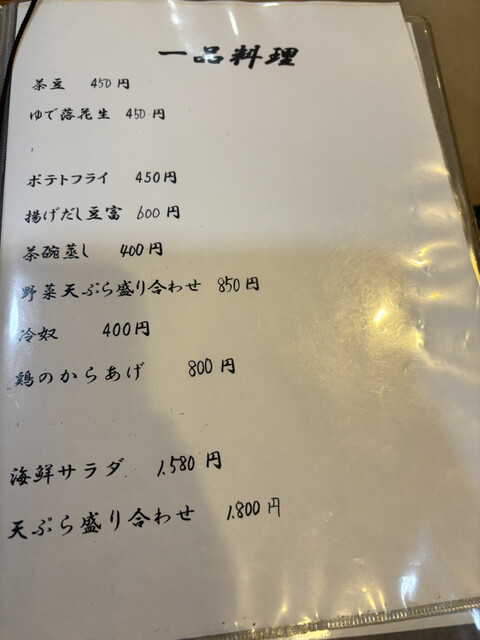 一品料理
茶豆 450円
ゆで落花生 450円
ポテトフライ 450円
揚げだし豆富 600円
茶碗蒸し 400円
野菜天ぷら盛り合わせ 850円
冷奴 400円
鶏のからあげ 800円
海鮮サラダ 1.580円
天ぷら盛り合わせ 1.800円